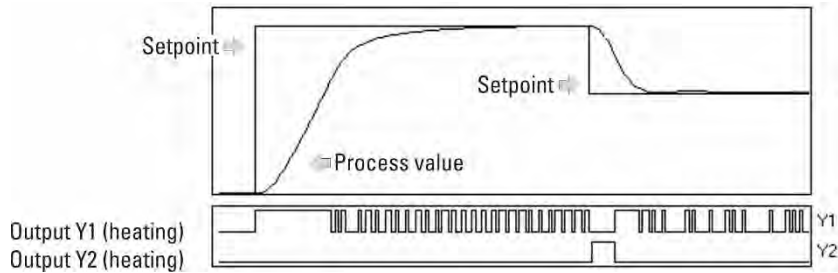 Setpoint
Setpoint
Process value
Output Y1 (heating)
Y1
Output Y2 (heating)
Y2